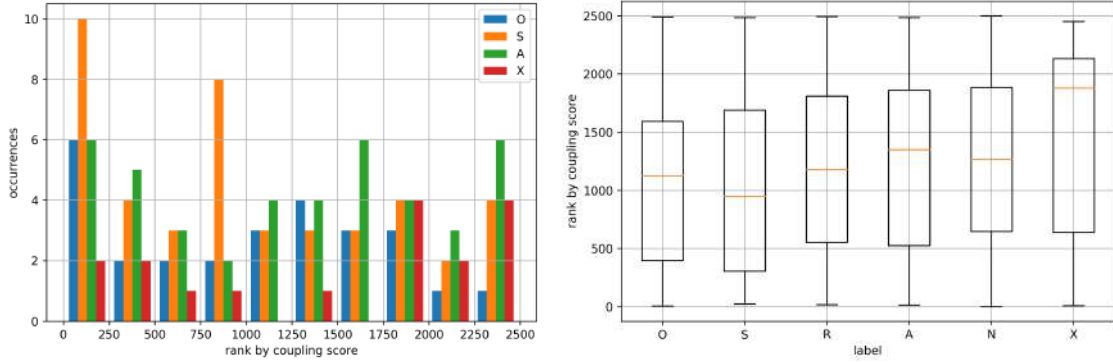 10
8
6
4
2
0
occurrences
O
S
A
X
0 250 500 750 1000 1250 1500 1750 2000 2250 2500
rank by coupling score
2500
2000
1500
1000
500
0
rank by coupling score
O S R A N X
label